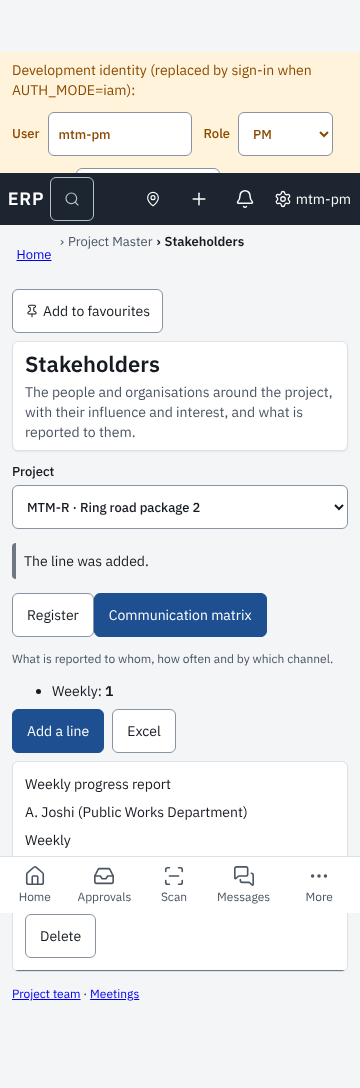 Development identity (replaced by sign-in when
AUTH_MODE=iam):
User mtm-pm Role PM
ERP mtm-pm
Home › Project Master › Stakeholders
Add to favourites
Stakeholders
The people and organisations around the project,
with their influence and interest, and what is
reported to them.
Project
MTM-R · Ring road package 2
The line was added.
Register Communication matrix
What is reported to whom, how often and by which channel.
• Weekly: 1
Add a line Excel
Weekly progress report
A. Joshi (Public Works Department)
Weekly
Home Approvals Scan Messages More
Delete
Project team · Meetings